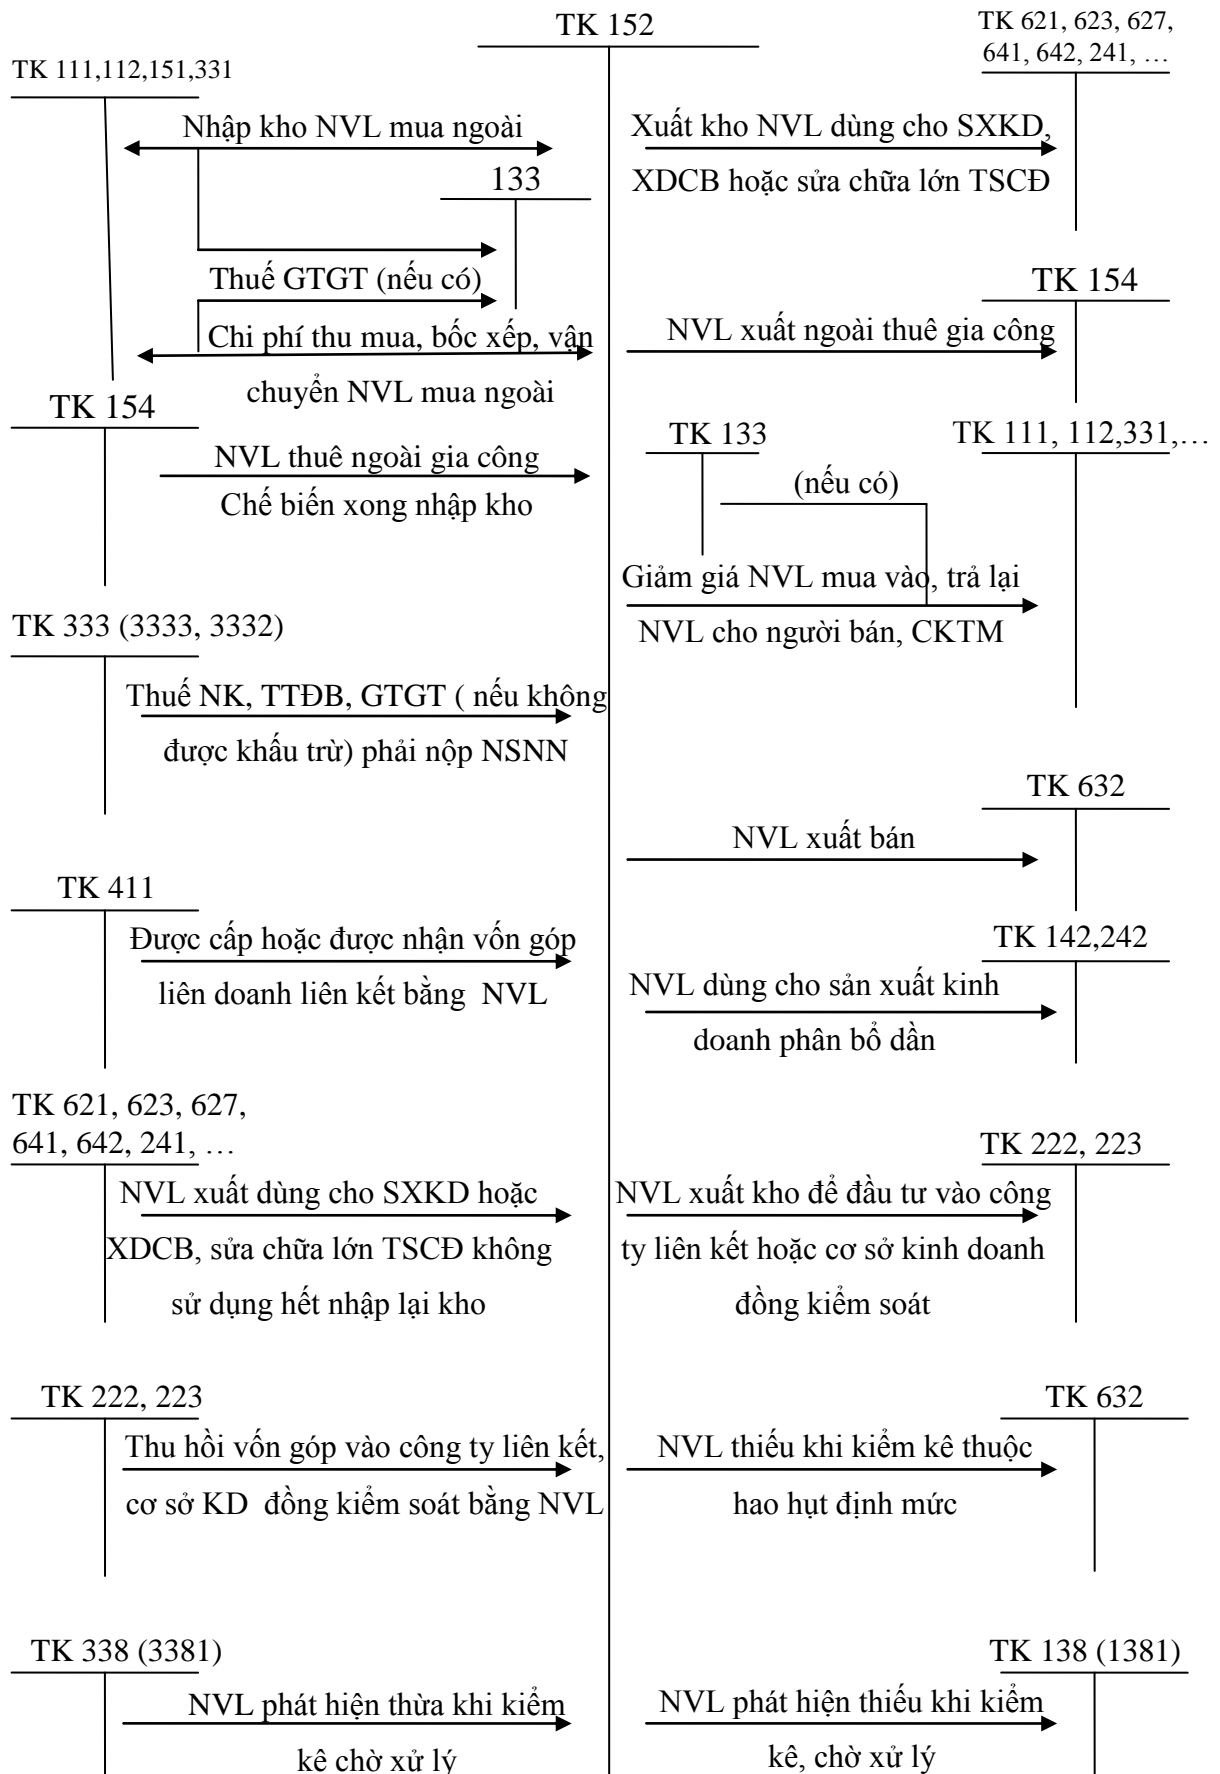 TK 152
TK 621, 623, 627,
641, 642, 241, …
TK 111,112,151,331
Nhập kho NVL mua ngoài
Xuất kho NVL dùng cho SXKD,
XDCB hoặc sửa chữa lớn TSCĐ
133
Thuế GTGT (nếu có)
TK 154
Chi phí thu mua, bốc xếp, vận
chuyển NVL mua ngoài
NVL xuất ngoài thuê gia công
TK 154
TK 133
TK 111, 112,331,…
NVL thuê ngoài gia công
Chế biến xong nhập kho
(nếu có)
Giảm giá NVL mua vào, trả lại
NVL cho người bán, CKTM
TK 333 (3333, 3332)
Thuế NK, TTĐB, GTGT ( nếu không
được khấu trừ) phải nộp NSNN
TK 632
NVL xuất bán
TK 411
Được cấp hoặc được nhận vốn góp
liên doanh liên kết bằng  NVL
TK 142,242
NVL dùng cho sản xuất kinh
doanh phân bổ dần
TK 621, 623, 627,
641, 642, 241, …
TK 222, 223
NVL xuất dùng cho SXKD hoặc
XDCB, sửa chữa lớn TSCĐ không
sử dụng hết nhập lại kho
NVL xuất kho để đầu tư vào công
ty liên kết hoặc cơ sở kinh doanh
đồng kiểm soát
TK 222, 223
TK 632
Thu hồi vốn góp vào công ty liên kết,
cơ sở KD  đồng kiểm soát bằng NVL
NVL thiếu khi kiểm kê thuộc
hao hụt định mức
TK 338 (3381)
TK 138 (1381)
NVL phát hiện thừa khi kiểm
kê chờ xử lý
NVL phát hiện thiếu khi kiểm
kê, chờ xử lý